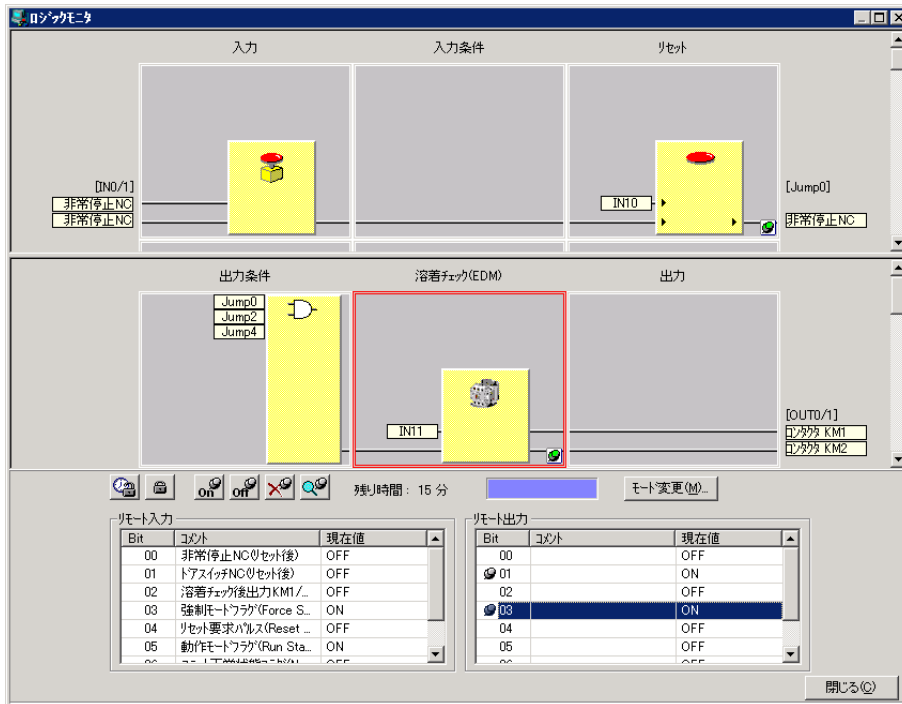 ロジックモニタ
入力 入力条件 リセット
[IN0/1]
非常停止NC
非常停止NC
IN10
[Jump0]
非常停止NC
出力条件 溶着チェック(EDM) 出力
Jump0
Jump2
Jump4
IN11
[OUT0/1]
コンタクタ KM1
コンタクタ KM2
on off 残り時間： 15 分 モード変更(M)...
リモート入力
Bit コメント 現在値
00 非常停止NC(リセット後) OFF
01 ドアスイッチNC(リセット後) OFF
02 溶着チェック後出力KM1/... OFF
03 強制モードフラグ(Force S... ON
04 リセット要求パルス(Reset ... OFF
05 動作モードフラグ(Run Sta... ON
リモート出力
Bit コメント 現在値
00 OFF
01 ON
02 OFF
03 ON
04 OFF
05 OFF
閉じる(C)